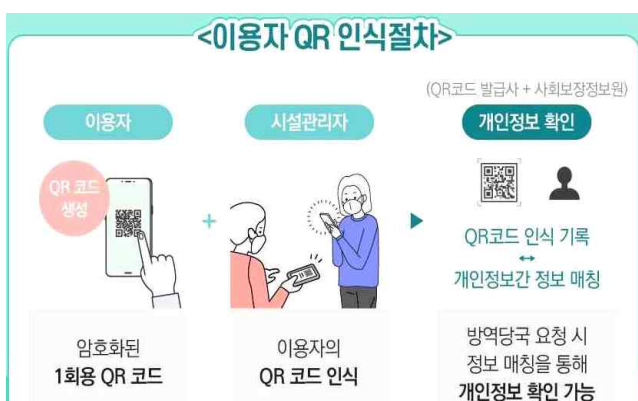 <이용자 QR 인식절차>
(QR코드 발급사 + 사회보장정보원)
이용자
시설관리자
개인정보 확인
QR 코드
생성
+
QR코드 인식 기록
↔
개인정보간 정보 매칭
암호화된
1회용 QR 코드
이용자의
QR 코드 인식
방역당국 요청 시
정보 매칭을 통해
개인정보 확인 가능